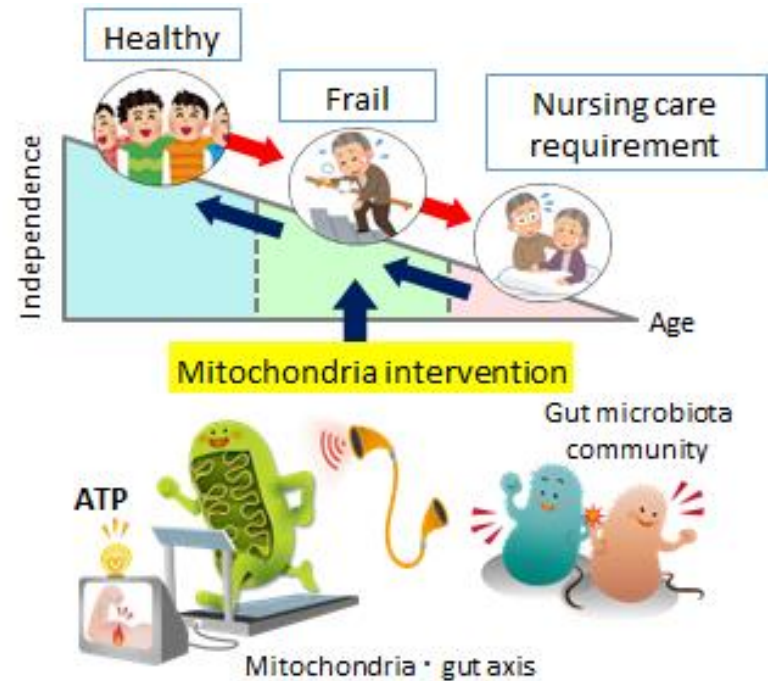 Healthy
Frail
Nursing care
requirement
Independence
Age
Mitochondria intervention
Gut microbiota
community
ATP
Mitochondria・gut axis